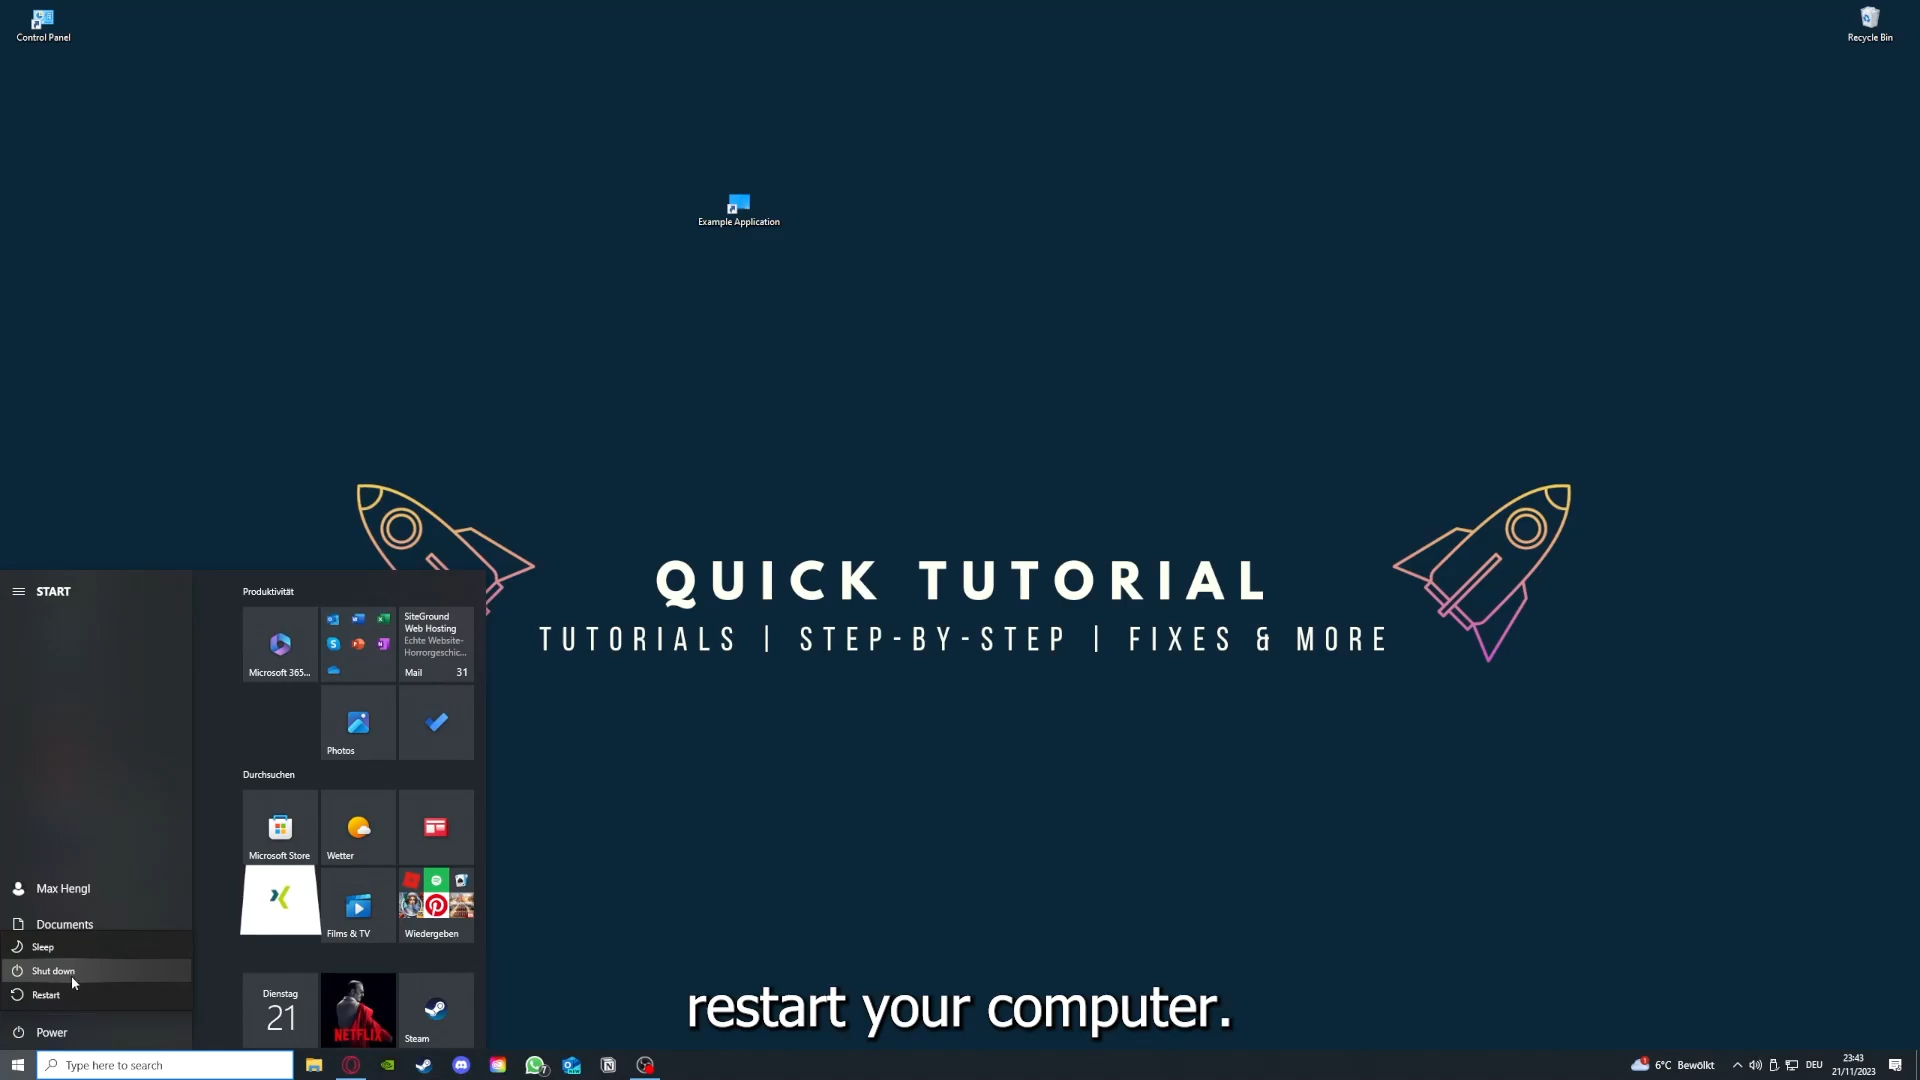 Control Panel
Recycle Bin
Example Application
QUICK TUTORIAL
TUTORIALS | STEP-BY-STEP | FIXES & MORE
START
Produktivität
Microsoft 365...
SiteGround
Web Hosting
Echte Website-
Horrorgeschic...
Mail 31
Photos
Durchsuchen
Microsoft Store
Wetter
Films & TV
Wiedergeben
Max Hengl
Documents
Sleep
Shut down
Restart
Power
Dienstag
21
NETFLIX
Steam
restart your computer.
Type here to search
7
1
6°C Bewölkt
DEU
23:43
21/11/2023